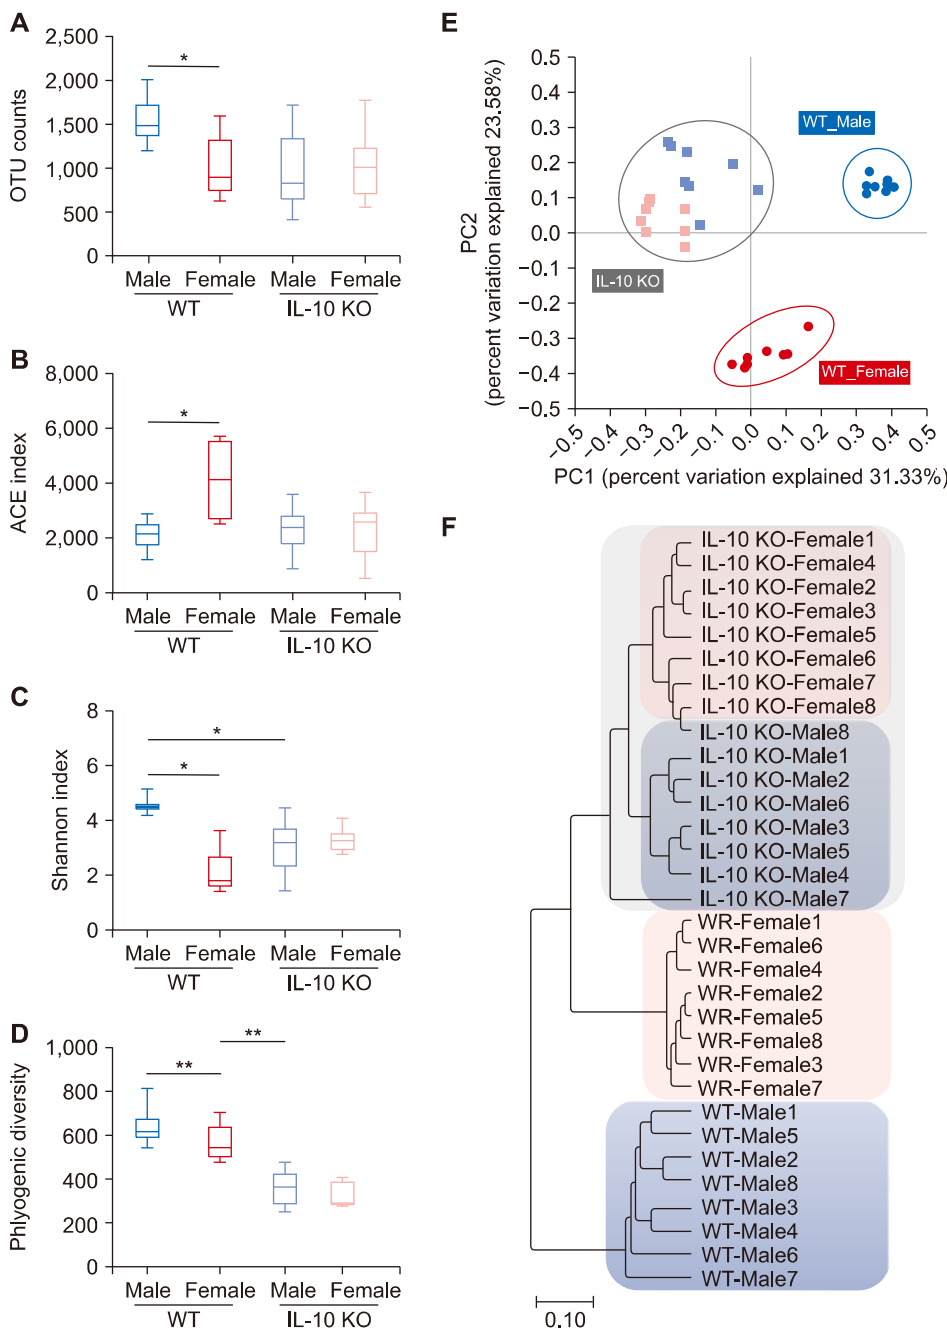 A
OTU counts
2,500
2,000
1,500
1,000
500
0
*
Male Female Male Female
WT IL-10 KO
B
ACE index
8,000
6,000
4,000
2,000
0
*
Male Female Male Female
WT IL-10 KO
C
Shannon index
8
6
4
2
0
*
*
Male Female Male Female
WT IL-10 KO
D
Phlyogenic diversity
1,000
800
600
400
200
0
**
**
Male Female Male Female
WT IL-10 KO
E
PC2
(percent variation explained 23.58%)
0.5
0.4
0.3
0.2
0.1
0.0
−0.1
−0.2
−0.3
−0.4
−0.5
WT_Male
IL-10 KO
WT_Female
−0.5 −0.4 −0.3 −0.2 −0.1 0.0 0.1 0.2 0.3 0.4 0.5
PC1 (percent variation explained 31.33%)
F
IL-10 KO-Female1
IL-10 KO-Female4
IL-10 KO-Female2
IL-10 KO-Female3
IL-10 KO-Female5
IL-10 KO-Female6
IL-10 KO-Female7
IL-10 KO-Female8
IL-10 KO-Male8
IL-10 KO-Male1
IL-10 KO-Male2
IL-10 KO-Male6
IL-10 KO-Male3
IL-10 KO-Male5
IL-10 KO-Male4
IL-10 KO-Male7
WR-Female1
WR-Female6
WR-Female4
WR-Female2
WR-Female5
WR-Female8
WR-Female3
WR-Female7
WT-Male1
WT-Male5
WT-Male2
WT-Male8
WT-Male3
WT-Male4
WT-Male6
WT-Male7
0.10